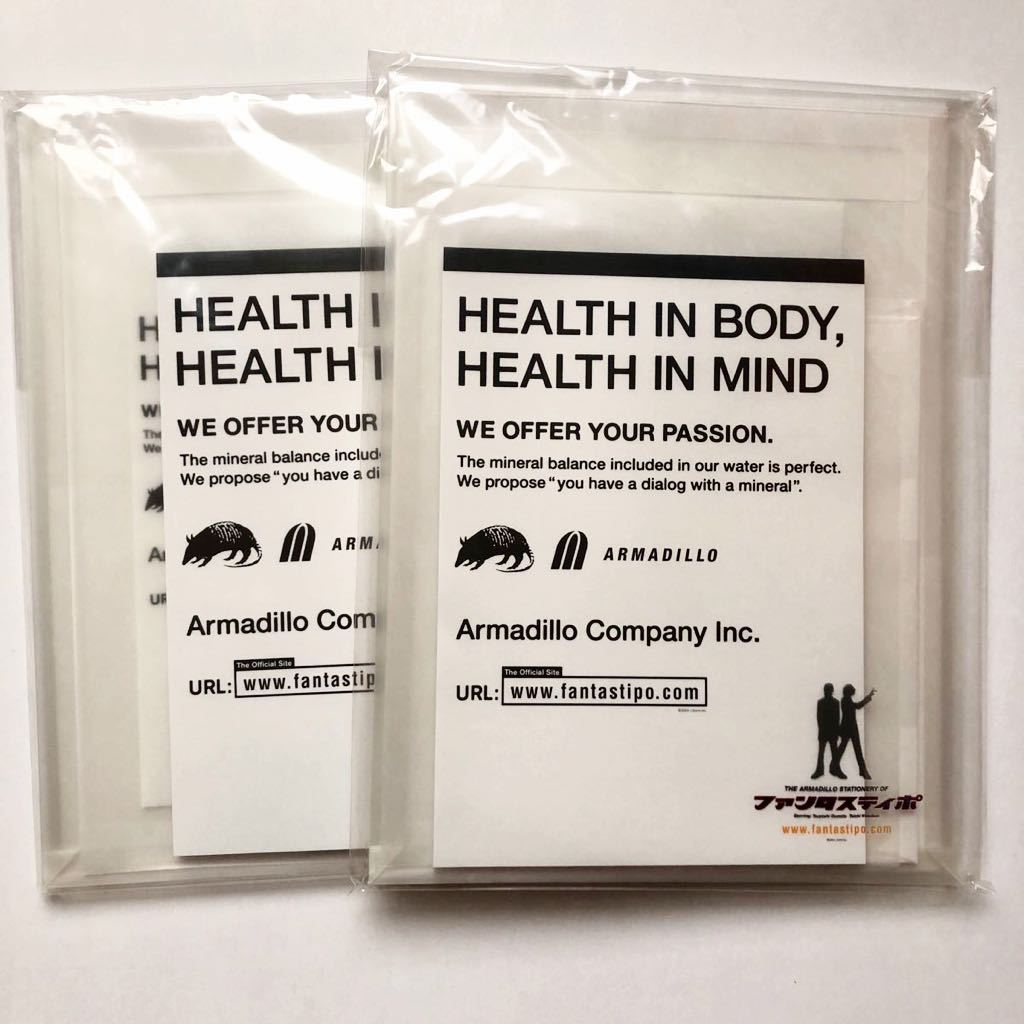 HEALTH I
HEALTH I
WE OFFER YOUR
The mineral balance includ
We propose "you have a di
ARMA
Armadillo Com
The Official Site
URL: www.fantastip
HEALTH IN BODY,
HEALTH IN MIND
WE OFFER YOUR PASSION.
The mineral balance included in our water is perfect.
We propose "you have a dialog with a mineral".
ARMADILLO
Armadillo Company Inc.
The Official Site
URL: www.fantastipo.com
THE ARMADILLO STATIONERY OF
ファンタスティポ
www.fantastipo.com